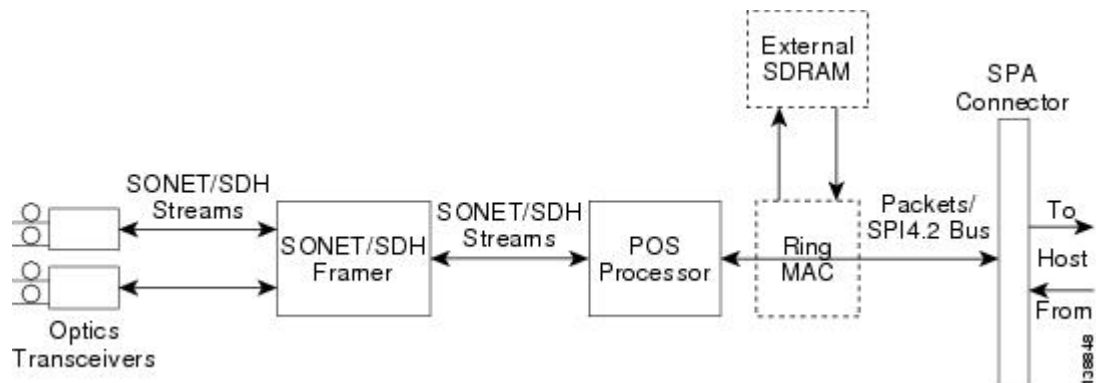 External
SDRAM
SPA
Connector
SONET/SDH
Streams
SONET/SDH
Framer
SONET/SDH
Streams
POS
Processor
Ring
MAC
Packets/
SPI4.2 Bus
To
Host
From
Optics
Transceivers
138848